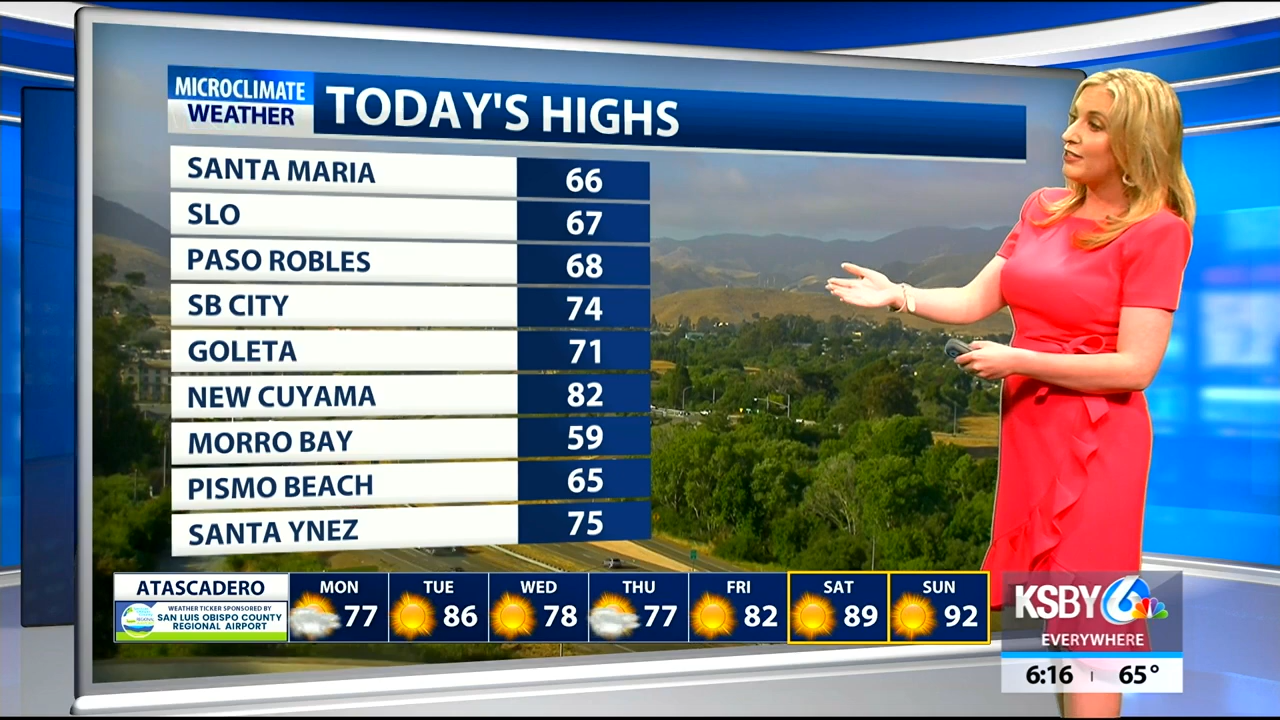 MICROCLIMATE
WEATHER
TODAY'S HIGHS
SANTA MARIA 66
SLO 67
PASO ROBLES 68
SB CITY 74
GOLETA 71
NEW CUYAMA 82
MORRO BAY 59
PISMO BEACH 65
SANTA YNEZ 75
ATASCADERO
WEATHER TICKER SPONSORED BY
SAN LUIS OBISPO COUNTY
REGIONAL AIRPORT
MON TUE WED THU FRI SAT SUN
77 86 78 77 82 89 92
KSBY6
EVERYWHERE
6:16 65°